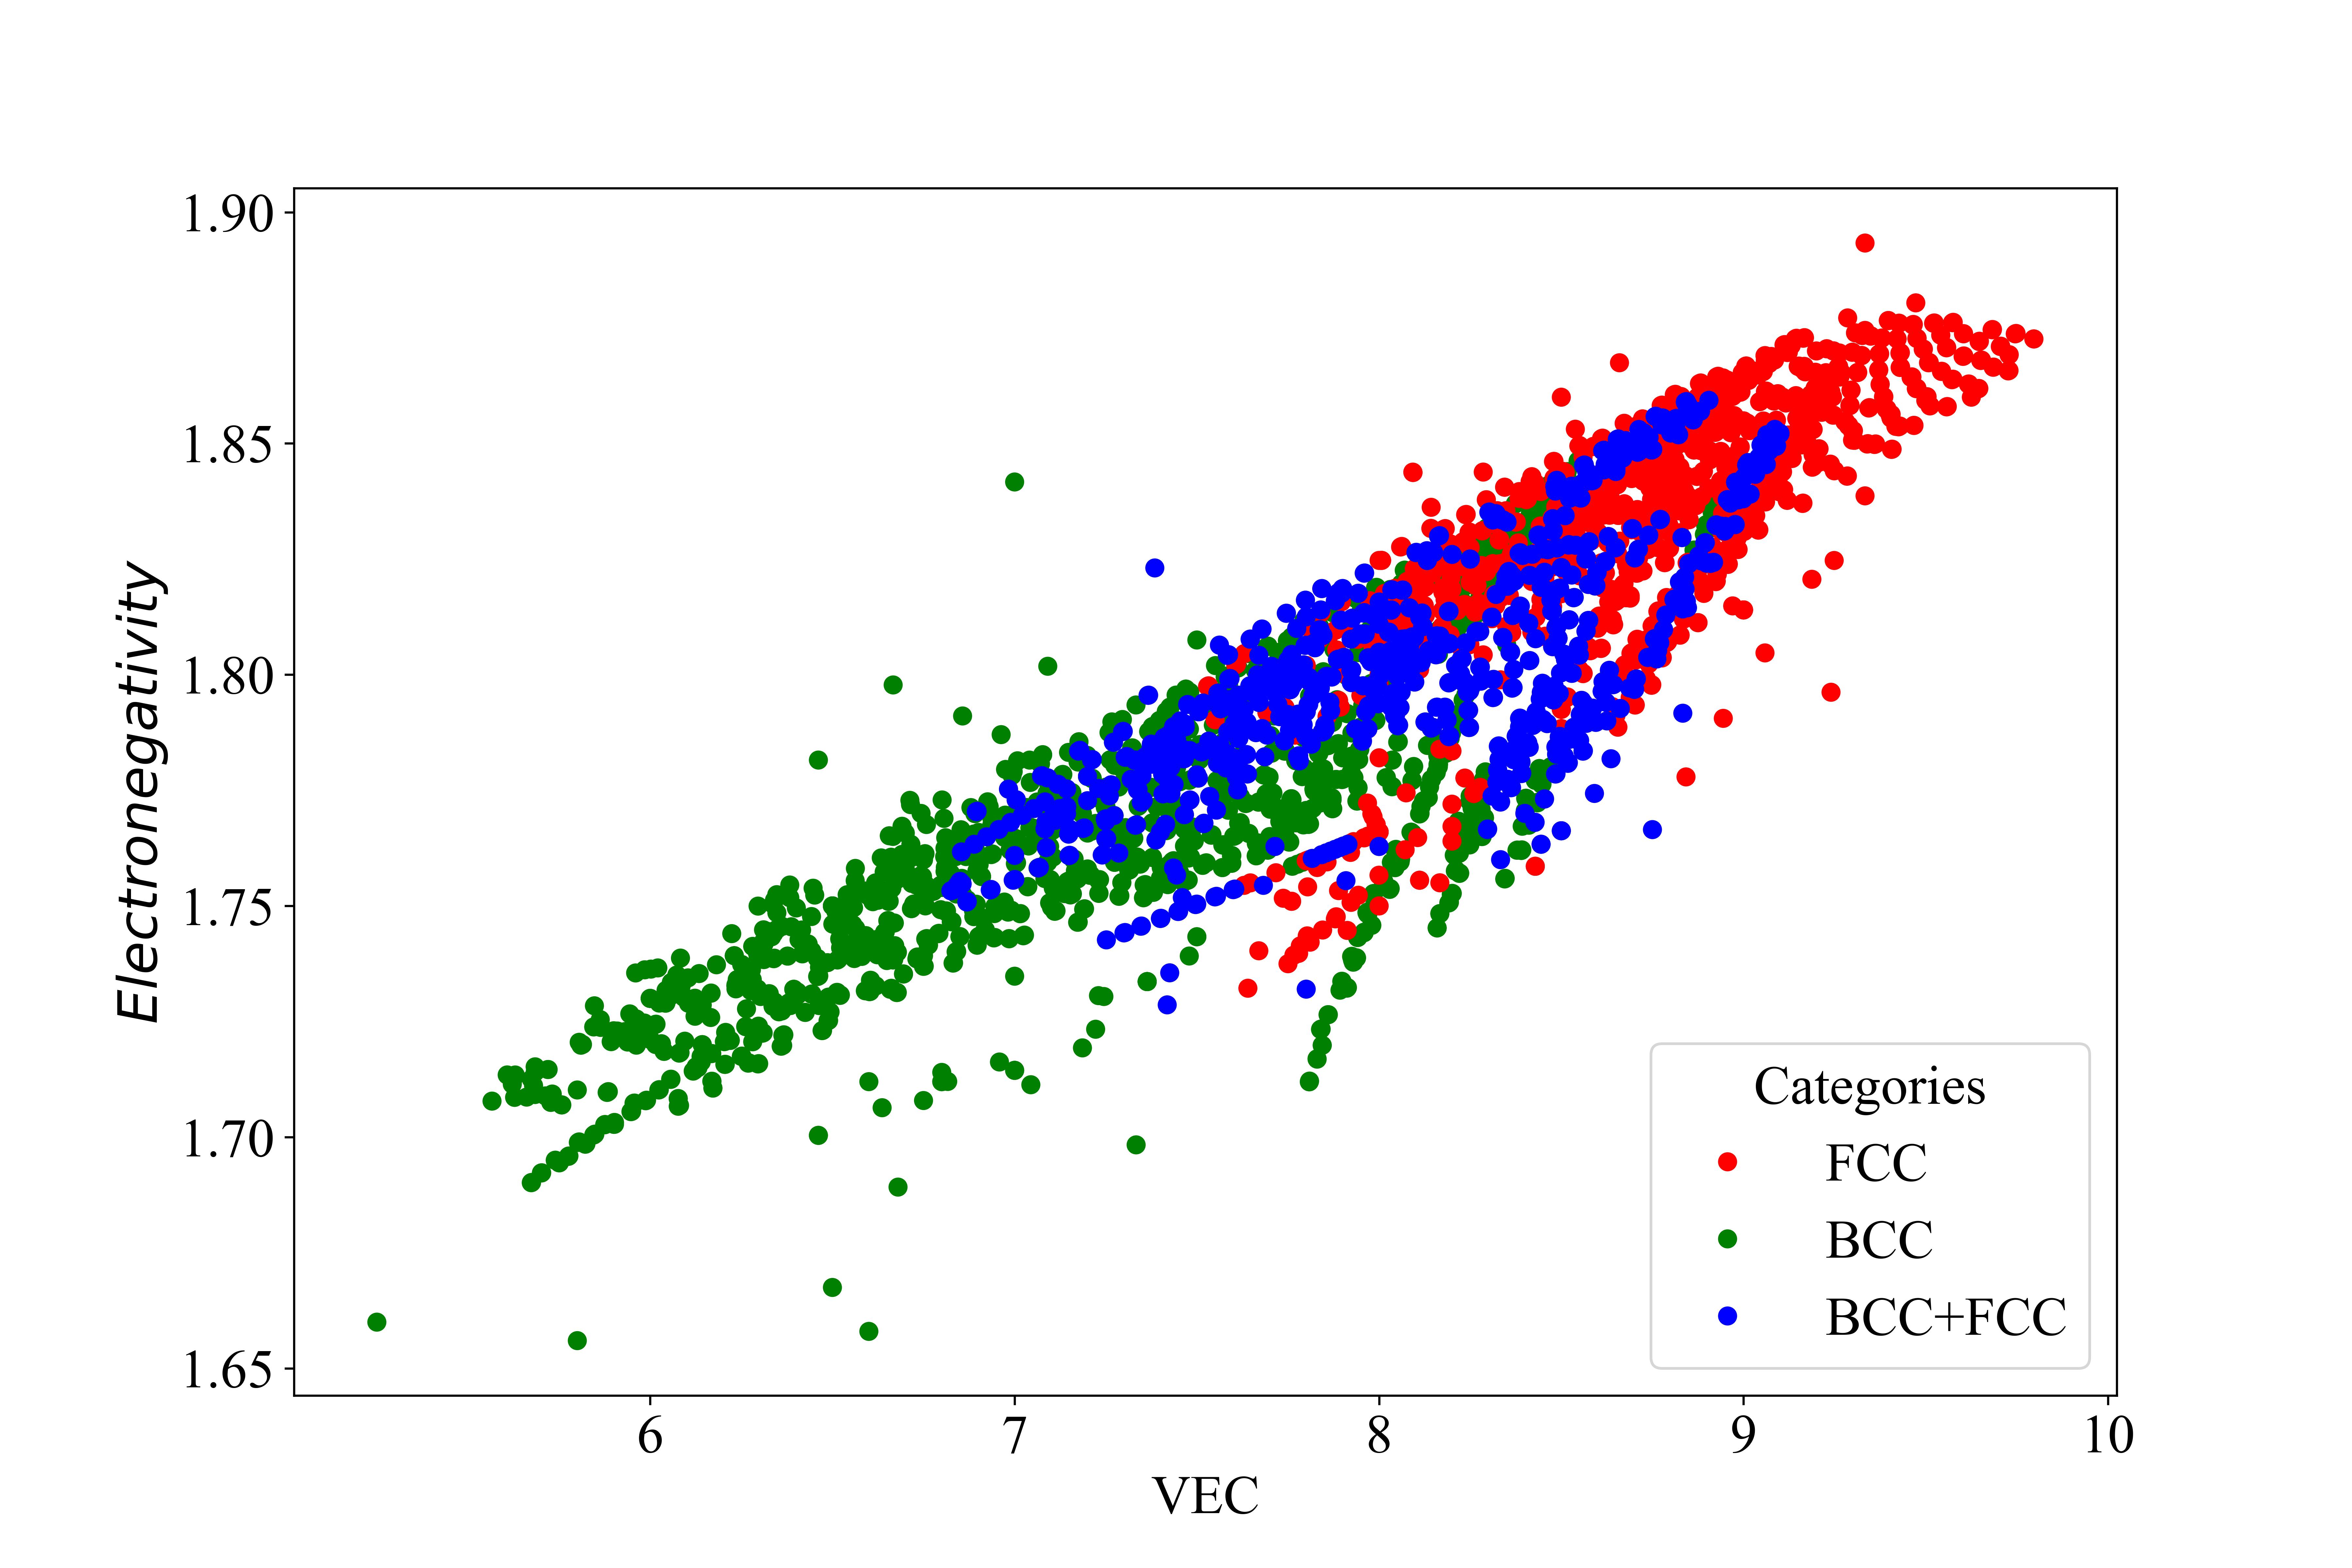 1.90
1.85
1.80
1.75
1.70
1.65
Electronegativity
6 7 8 9 10
VEC
Categories
FCC
BCC
BCC+FCC